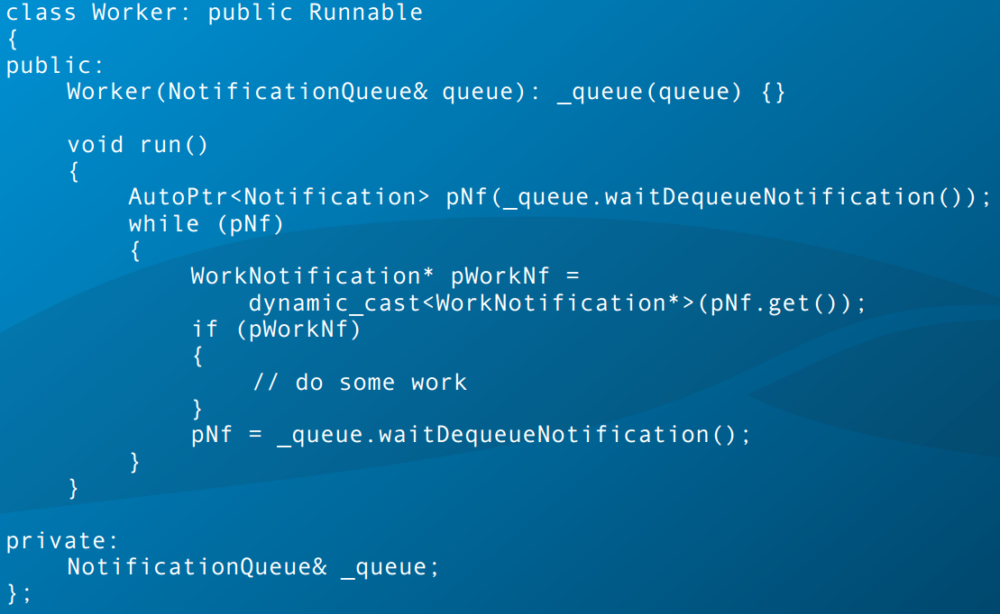 class Worker: public Runnable
{
public:
    Worker(NotificationQueue& queue): _queue(queue) {}

    void run()
    {
        AutoPtr<Notification> pNf(_queue.waitDequeueNotification());
        while (pNf)
        {
            WorkNotification* pWorkNf =
                dynamic_cast<WorkNotification*>(pNf.get());
            if (pWorkNf)
            {
                // do some work
            }
            pNf = _queue.waitDequeueNotification();
        }
    }

private:
    NotificationQueue& _queue;
};